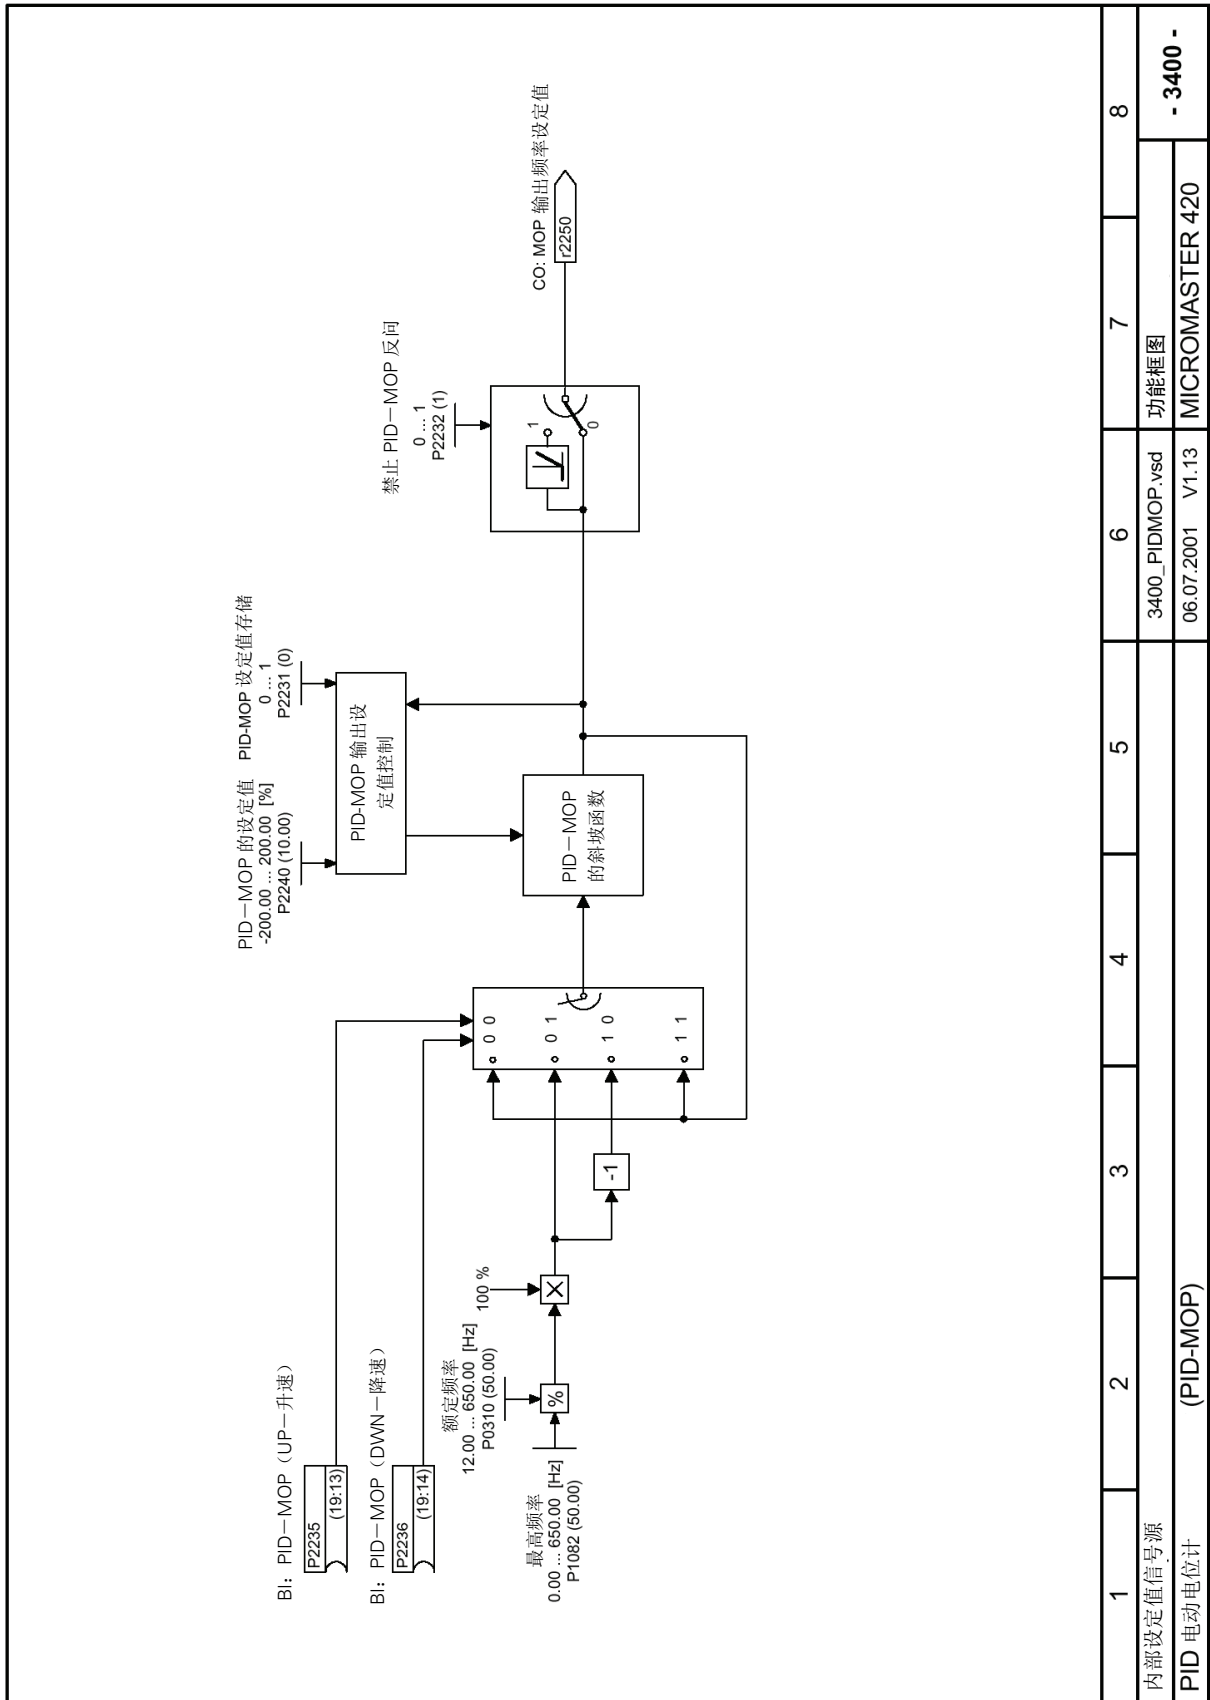 BI: PID－MOP（UP－升速）
P2235
(19:13)
BI: PID－MOP（DWN－降速）
P2236
(19:14)
最高频率
0.00 ... 650.00 [Hz]
P1082 (50.00)
额定频率
12.00 ... 650.00 [Hz]
P0310 (50.00)
%
100 %
X
-1
0 0
0 1
1 0
1 1
PID－MOP 的设定值
-200.00 ... 200.00 [%]
P2240 (10.00)
PID-MOP 设定值存储
0 ... 1
P2231 (0)
PID-MOP 输出设
定值控制
PID－MOP
的斜坡函数
禁止 PID－MOP 反问
0 ... 1
P2232 (1)
1
0
CO: MOP 输出频率设定值
r2250
1 2 3 4 5 6 7 8
内部设定值信号源
3400_PIDMOP.vsd
功能框图
- 3400 -
PID 电动电位计 (PID-MOP)
06.07.2001 V1.13
MICROMASTER 420